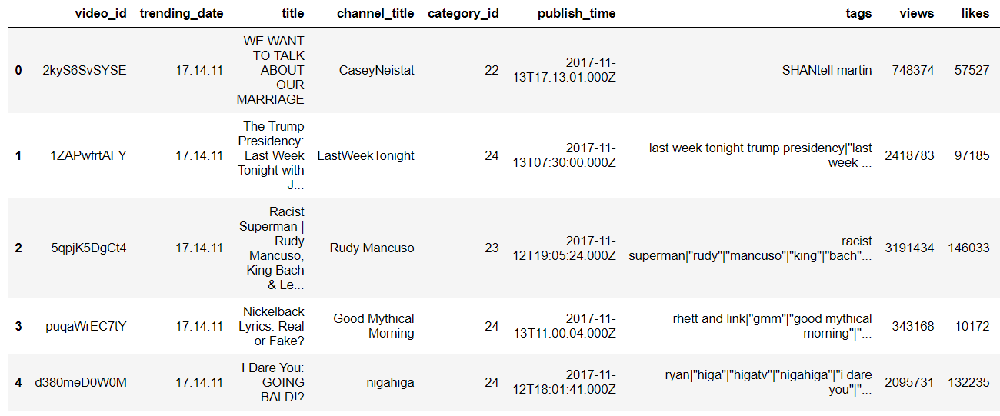 video_id trending_date title channel_title category_id publish_time tags views likes
WE WANT
TO TALK
ABOUT
OUR
MARRIAGE
0 2kyS6SvSYSE 17.14.11 CaseyNeistat 22 2017-11-
13T17:13:01.000Z SHANtell martin 748374 57527
The Trump
Presidency:
Last Week
Tonight with
J...
1 1ZAPwfrtAFY 17.14.11 LastWeekTonight 24 2017-11-
13T07:30:00.000Z last week tonight trump presidency|"last
week ... 2418783 97185
Racist
Superman |
Rudy
Mancuso,
King Bach
& Le...
2 5qpjK5DgCt4 17.14.11 Rudy Mancuso 23 2017-11-
12T19:05:24.000Z racist
superman|"rudy"|"mancuso"|"king"|"bach"... 3191434 146033
Nickelback
Lyrics: Real
or Fake?
3 puqaWrEC7tY 17.14.11 Good Mythical
Morning 24 2017-11-
13T11:00:04.000Z rhett and link|"gmm"|"good mythical
morning"|"... 343168 10172
I Dare You:
GOING
BALD!?
4 d380meD0W0M 17.14.11 nigahiga 24 2017-11-
12T18:01:41.000Z ryan|"higa"|"higatv"|"nigahiga"|"i dare
you"|"... 2095731 132235